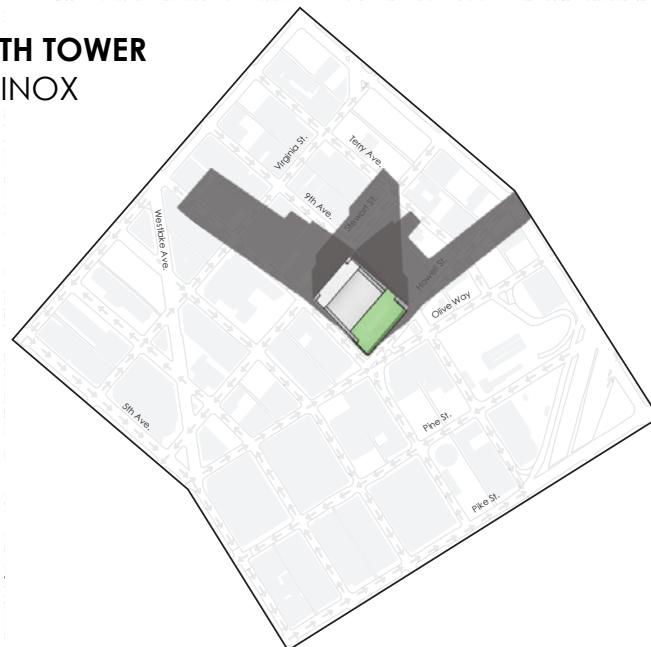 TH TOWER
INOX
Virginia St.
Terry Ave.
9th Ave.
Stewart St.
Westlake Ave.
Howell St.
Olive Way
5th Ave.
Pine St.
Pike St.